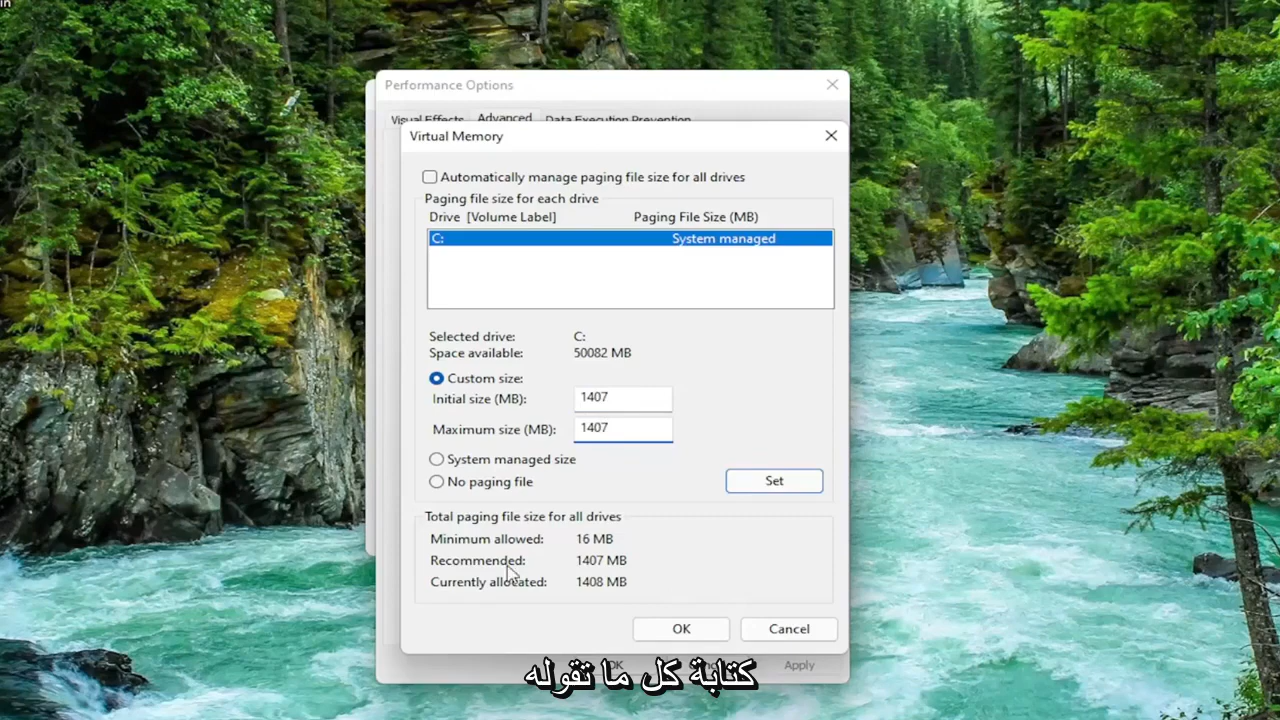 in
Performance Options
Visual Effects Advanced Data Execution Prevention
Virtual Memory
Automatically manage paging file size for all drives
Paging file size for each drive
Drive [Volume Label] Paging File Size (MB)
C: System managed
Selected drive: C:
Space available: 50082 MB
Custom size:
Initial size (MB): 1407
Maximum size (MB): 1407
System managed size
No paging file
Set
Total paging file size for all drives
Minimum allowed: 16 MB
Recommended: 1407 MB
Currently allocated: 1408 MB
OK Cancel
OK Apply
كتابة كل ما تقوله